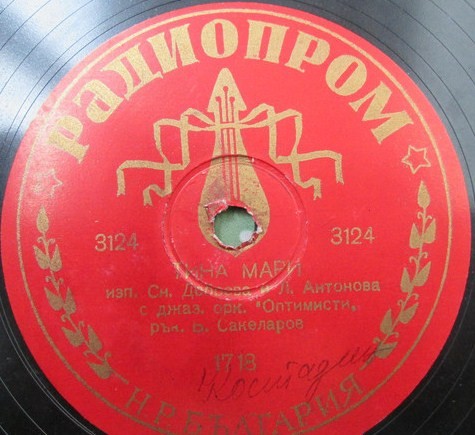 РАДИОПРОМ
3124 3124
МАРИ
изп. Сн. и Л. Антонова
с джаз. орк. "Оптимисти"
рък. Б. Сакеларов
1718
Н.Р.БЪЛГАРИЯ